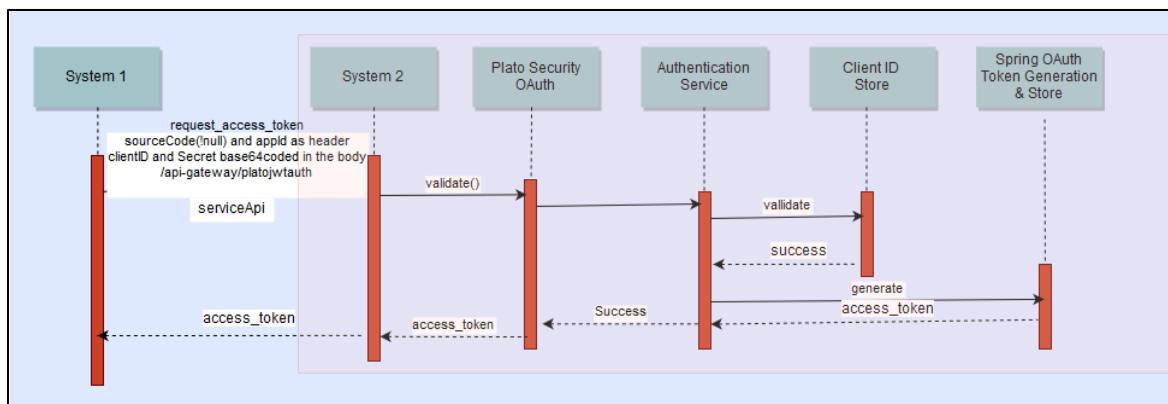 System 1
System 2
Plato Security
OAuth
Authentication
Service
Client ID
Store
Spring OAuth
Token Generation
& Store
request_access_token
sourceCode(!null) and appId as header
clientID and Secret base64coded in the body
/api-gateway/platojwtauth
serviceApi
validate()
vallidate
success
generate
access_token
Success
access_token
access_token